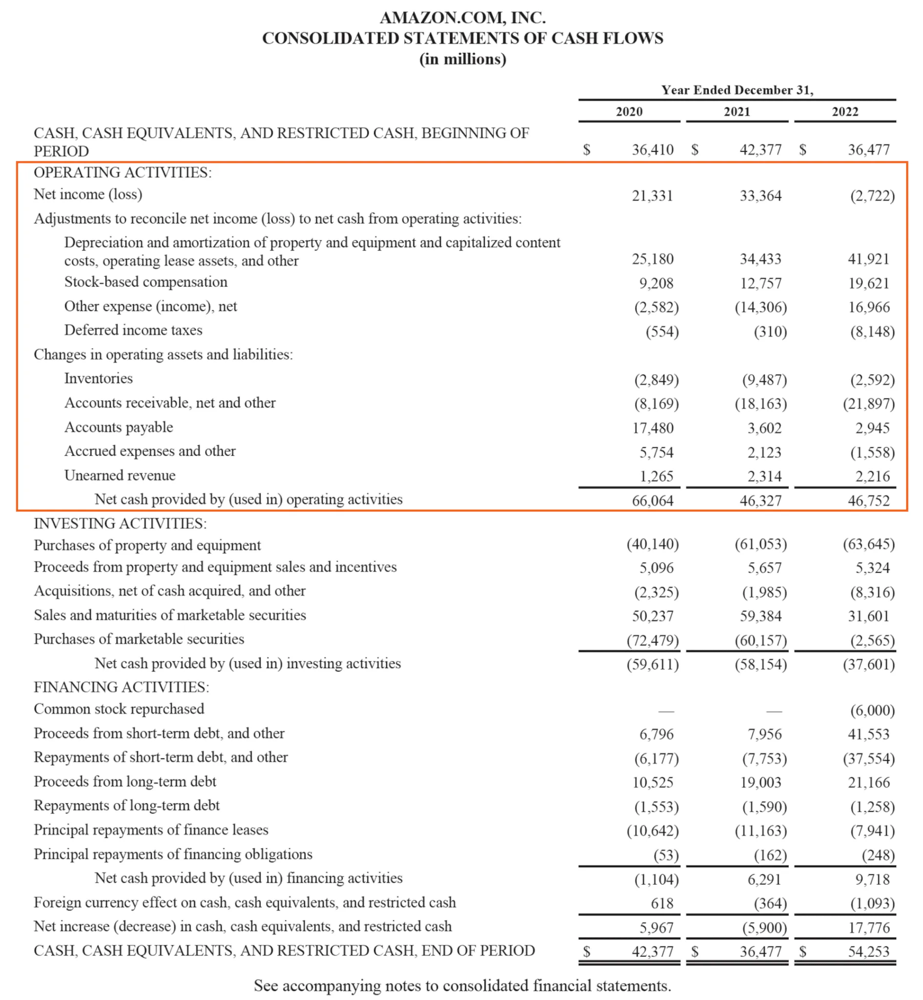 AMAZON.COM, INC.
CONSOLIDATED STATEMENTS OF CASH FLOWS
(in millions)
Year Ended December 31,
2020 2021 2022
CASH, CASH EQUIVALENTS, AND RESTRICTED CASH, BEGINNING OF
PERIOD $ 36,410 $ 42,377 $ 36,477
OPERATING ACTIVITIES:
Net income (loss) 21,331 33,364 (2,722)
Adjustments to reconcile net income (loss) to net cash from operating activities:
Depreciation and amortization of property and equipment and capitalized content
costs, operating lease assets, and other 25,180 34,433 41,921
Stock-based compensation 9,208 12,757 19,621
Other expense (income), net (2,582) (14,306) 16,966
Deferred income taxes (554) (310) (8,148)
Changes in operating assets and liabilities:
Inventories (2,849) (9,487) (2,592)
Accounts receivable, net and other (8,169) (18,163) (21,897)
Accounts payable 17,480 3,602 2,945
Accrued expenses and other 5,754 2,123 (1,558)
Unearned revenue 1,265 2,314 2,216
Net cash provided by (used in) operating activities 66,064 46,327 46,752
INVESTING ACTIVITIES:
Purchases of property and equipment (40,140) (61,053) (63,645)
Proceeds from property and equipment sales and incentives 5,096 5,657 5,324
Acquisitions, net of cash acquired, and other (2,325) (1,985) (8,316)
Sales and maturities of marketable securities 50,237 59,384 31,601
Purchases of marketable securities (72,479) (60,157) (2,565)
Net cash provided by (used in) investing activities (59,611) (58,154) (37,601)
FINANCING ACTIVITIES:
Common stock repurchased — — (6,000)
Proceeds from short-term debt, and other 6,796 7,956 41,553
Repayments of short-term debt, and other (6,177) (7,753) (37,554)
Proceeds from long-term debt 10,525 19,003 21,166
Repayments of long-term debt (1,553) (1,590) (1,258)
Principal repayments of finance leases (10,642) (11,163) (7,941)
Principal repayments of financing obligations (53) (162) (248)
Net cash provided by (used in) financing activities (1,104) 6,291 9,718
Foreign currency effect on cash, cash equivalents, and restricted cash 618 (364) (1,093)
Net increase (decrease) in cash, cash equivalents, and restricted cash 5,967 (5,900) 17,776
CASH, CASH EQUIVALENTS, AND RESTRICTED CASH, END OF PERIOD $ 42,377 $ 36,477 $ 54,253
See accompanying notes to consolidated financial statements.